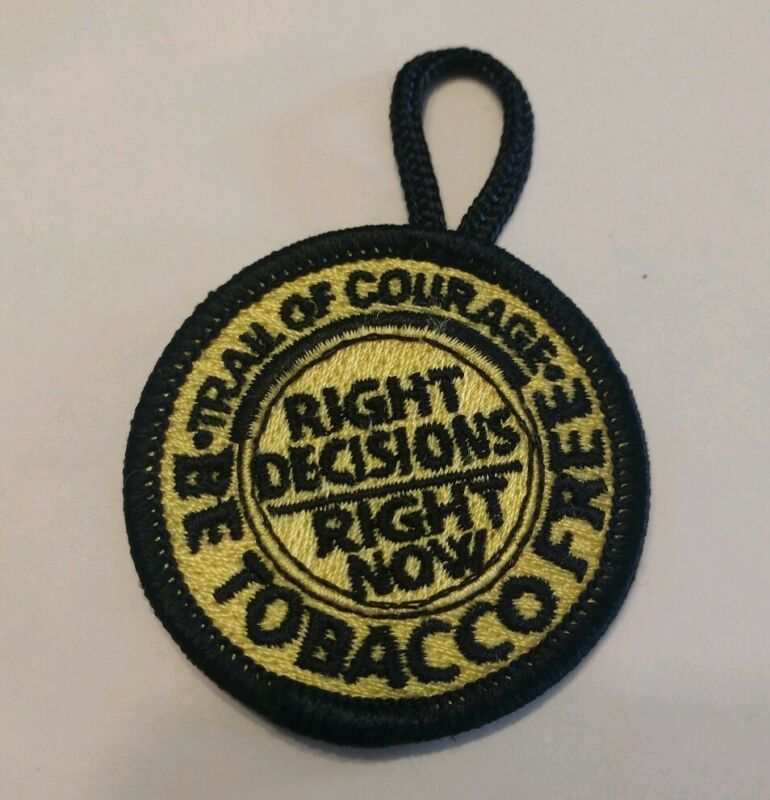 •TRAIL OF COURAGE•
RIGHT
DECISIONS
RIGHT
NOW
BE TOBACCO FREE